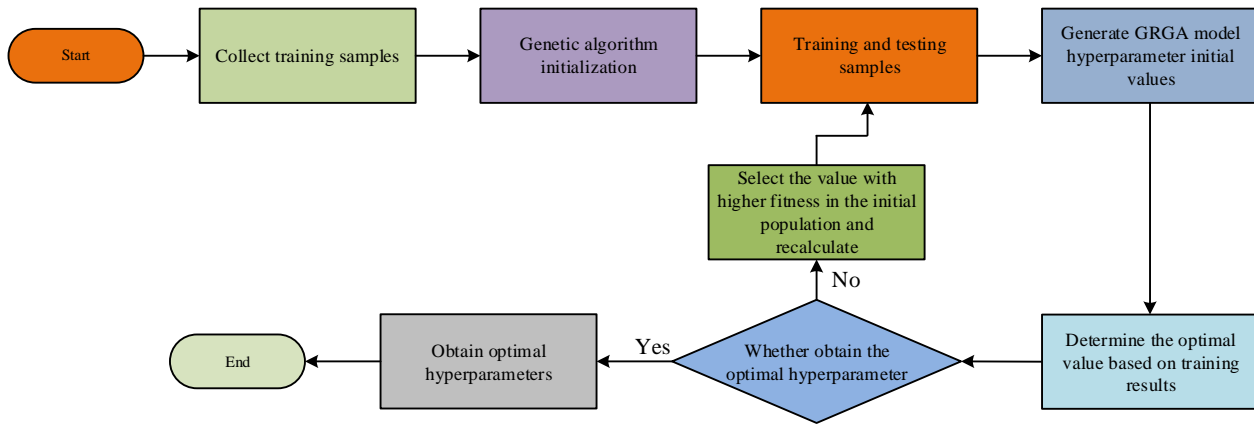 Start
Collect training samples
Genetic algorithm
initialization
Training and testing
samples
Generate GRGA model
hyperparameter initial
values
Select the value with
higher fitness in the initial
population and
recalculate
No
Determine the optimal
value based on training
results
Whether obtain the
optimal hyperparameter
Yes
Obtain optimal
hyperparameters
End